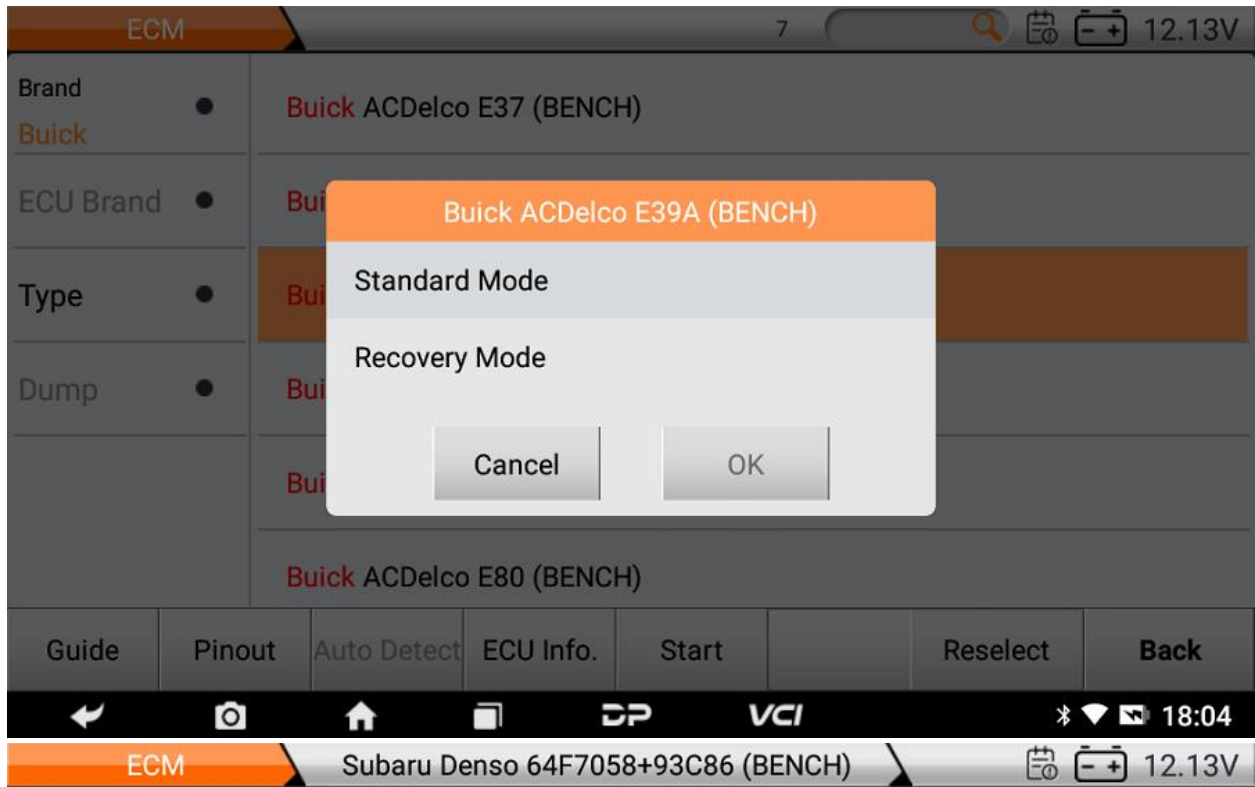 ECM 7 12.13V
Brand
Buick
ECU Brand
Type
Dump
Buick ACDelco E37 (BENCH)
Bui
Bui
Bui
Bui
Buick ACDelco E80 (BENCH)
Buick ACDelco E39A (BENCH)
Standard Mode
Recovery Mode
Cancel OK
Guide Pinout Auto Detect ECU Info. Start Reselect Back
DP VCI 18:04
ECM Subaru Denso 64F7058+93C86 (BENCH) 12.13V